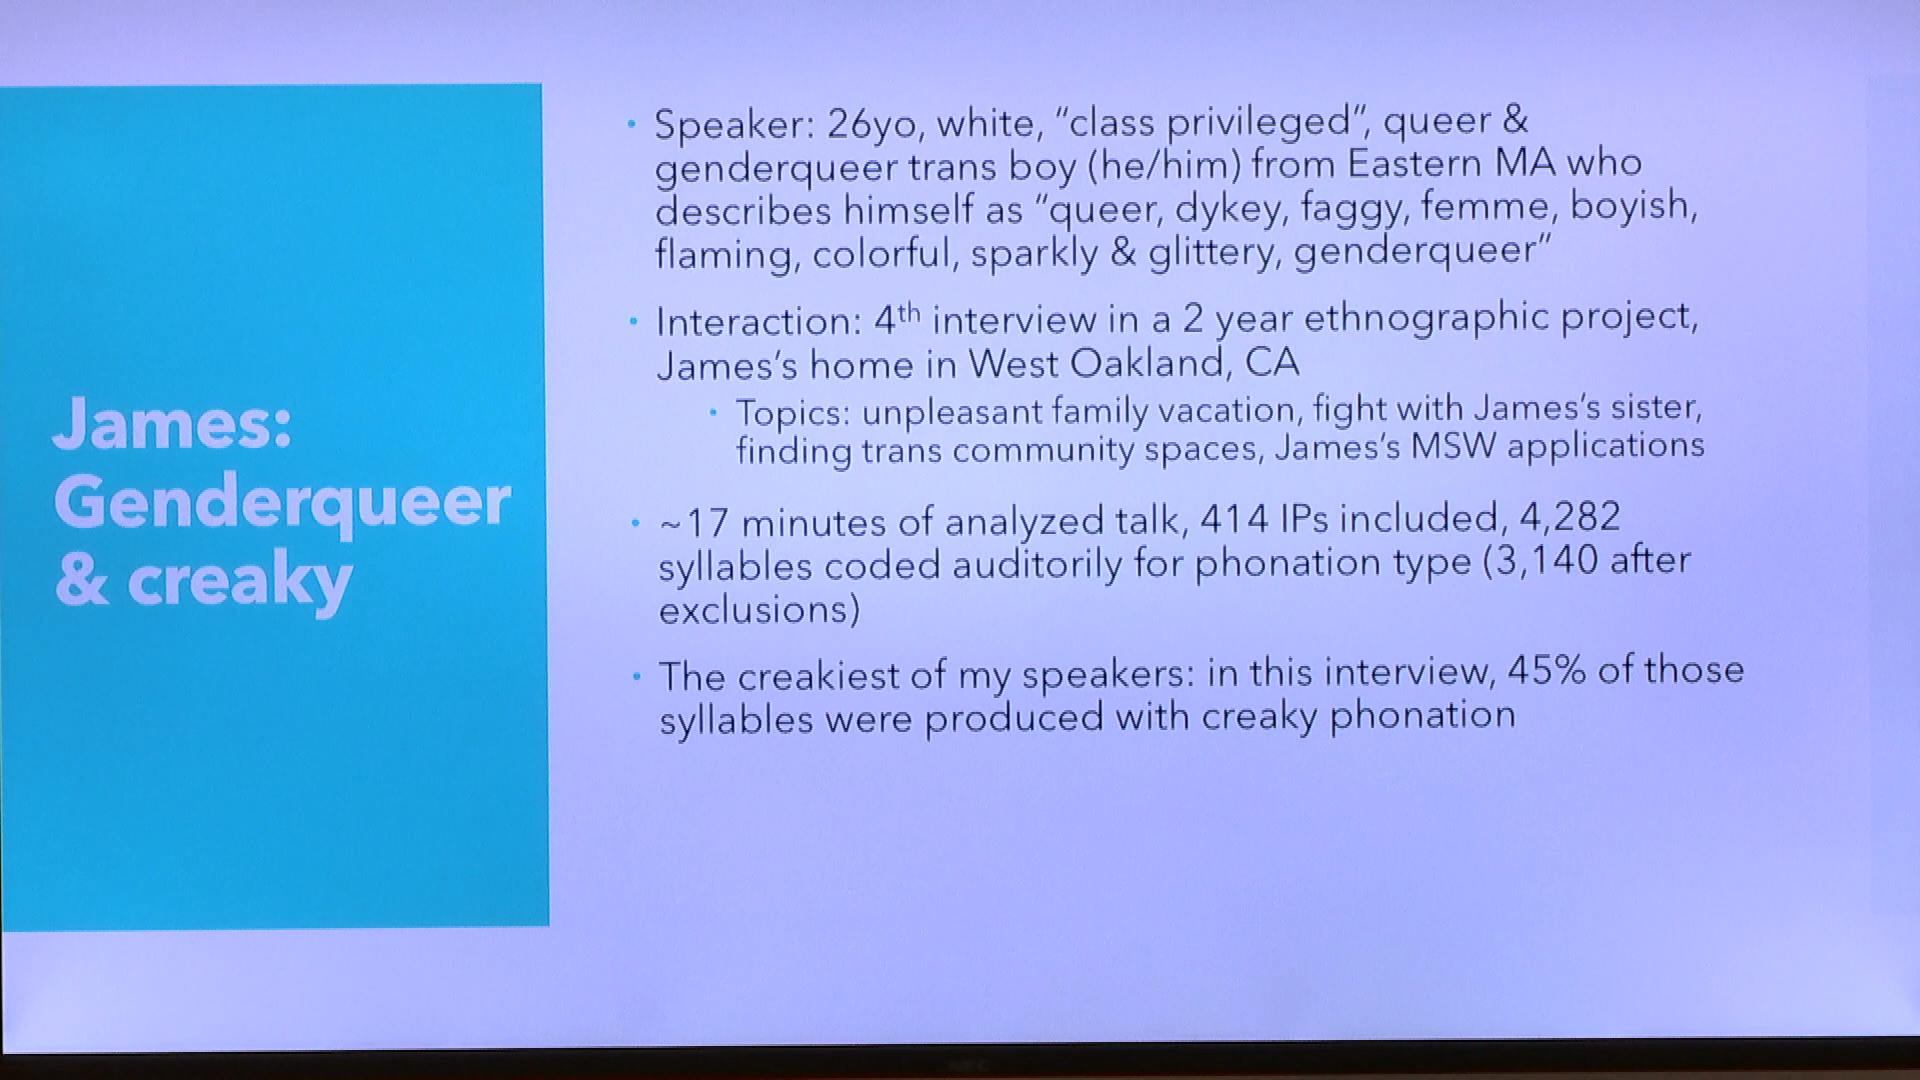 James:
Genderqueer
& creaky
• Speaker: 26yo, white, “class privileged”, queer &
genderqueer trans boy (he/him) from Eastern MA who
describes himself as “queer, dykey, faggy, femme, boyish,
flaming, colorful, sparkly & glittery, genderqueer”
• Interaction: 4th interview in a 2 year ethnographic project,
James’s home in West Oakland, CA
• Topics: unpleasant family vacation, fight with James’s sister,
finding trans community spaces, James’s MSW applications
• ~17 minutes of analyzed talk, 414 IPs included, 4,282
syllables coded auditorily for phonation type (3,140 after
exclusions)
• The creakiest of my speakers: in this interview, 45% of those
syllables were produced with creaky phonation
NEC